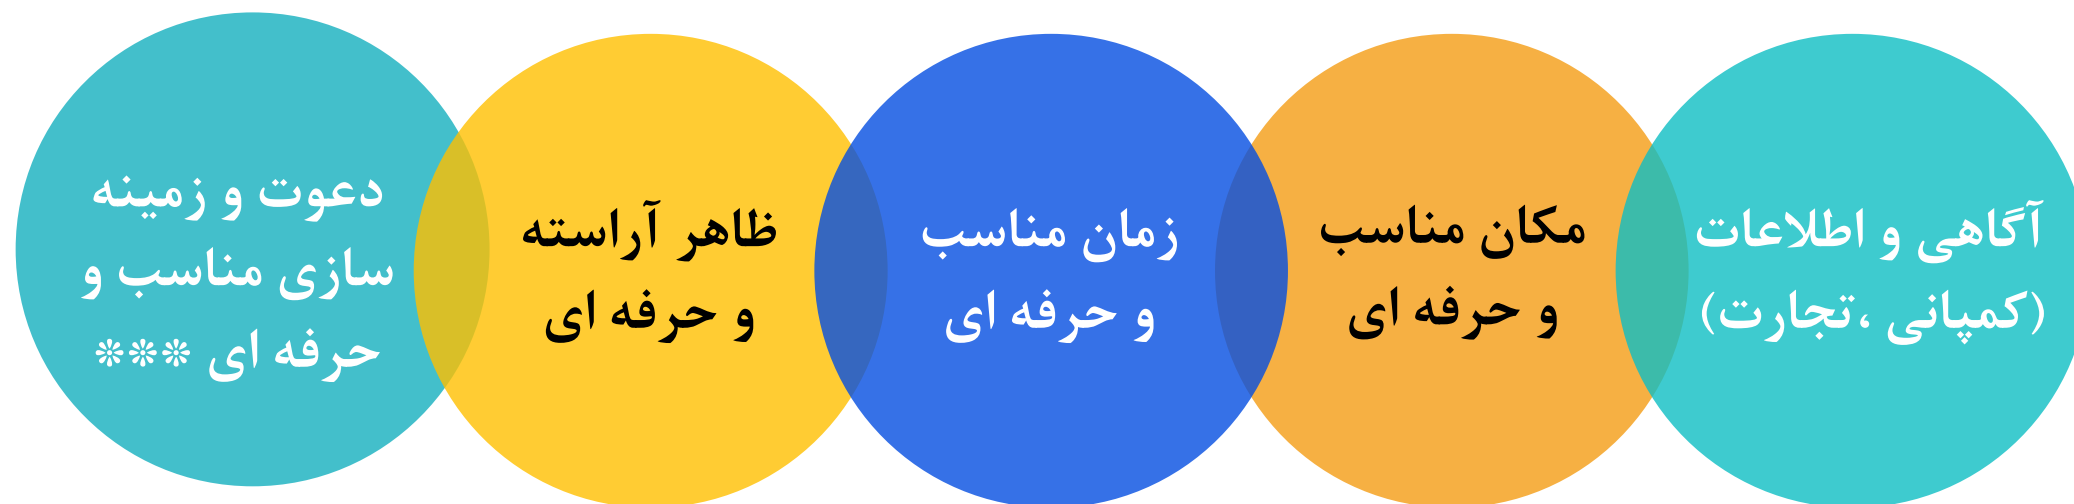 آگاهی و اطلاعات
(کمپانی ،تجارت)
مکان مناسب
و حرفه ای
زمان مناسب
و حرفه ای
ظاهر آراسته
و حرفه ای
دعوت و زمینه
سازی مناسب و
حرفه ای ***